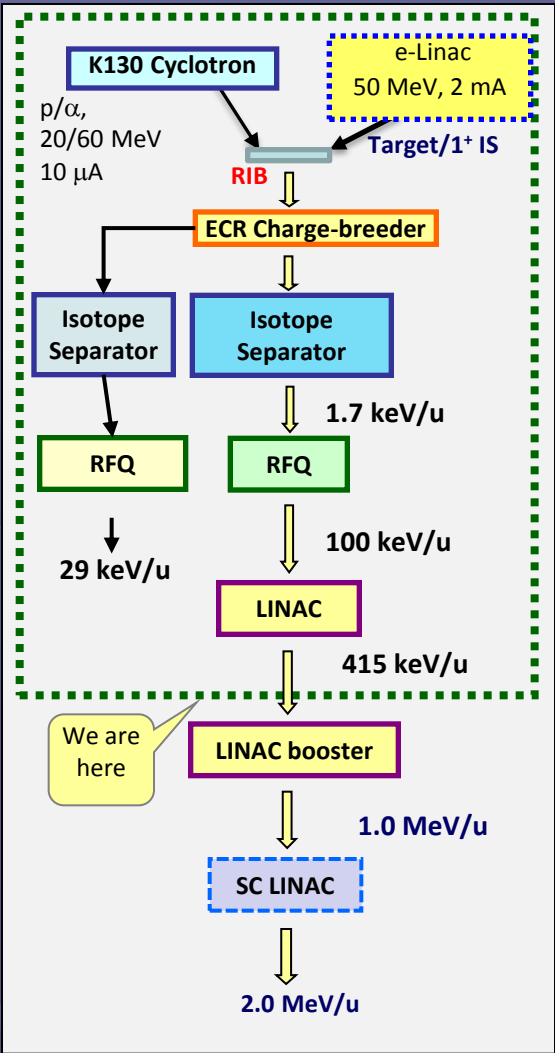 K130 Cyclotron
e-Linac
50 MeV, 2 mA
p/α,
20/60 MeV
10 μA
Target/1⁺ IS
RIB
ECR Charge-breeder
Isotope
Separator
Isotope
Separator
1.7 keV/u
RFQ
RFQ
100 keV/u
29 keV/u
LINAC
415 keV/u
We are
here
LINAC booster
1.0 MeV/u
SC LINAC
2.0 MeV/u